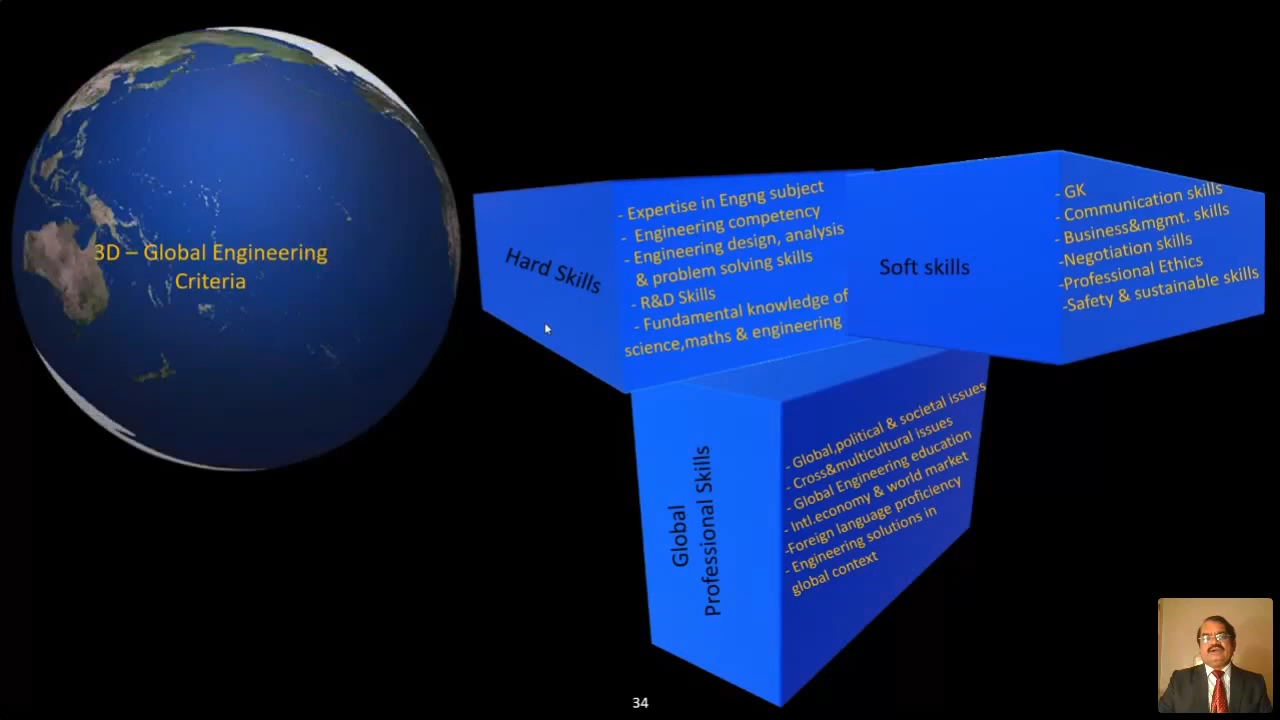 3D – Global Engineering
Criteria
Hard Skills
- Expertise in Engng subject
- Engineering competency
- Engineering design, analysis
& problem solving skills
- R&D Skills
- Fundamental knowledge of
science,maths & engineering
Soft skills
- GK
- Communication skills
- Business&mgmt. skills
-Negotiation skills
-Professional Ethics
-Safety & sustainable skills
Global
Professional Skills
- Global,political & societal issues
- Cross&multicultural issues
- Global Engineering education
- Intl.economy & world market
-Foreign language proficiency
- Engineering solutions in
global context
34